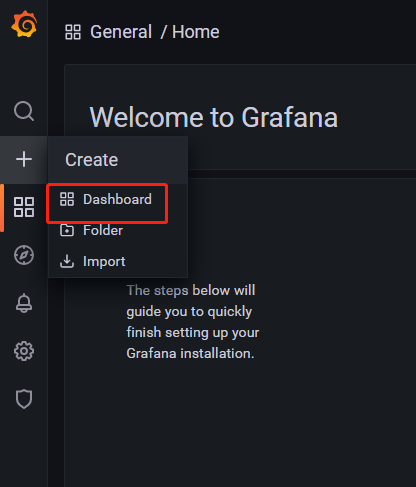 General / Home
Welcome to Grafana
Create
Dashboard
Folder
Import
The steps below will
guide you to quickly
finish setting up your
Grafana installation.